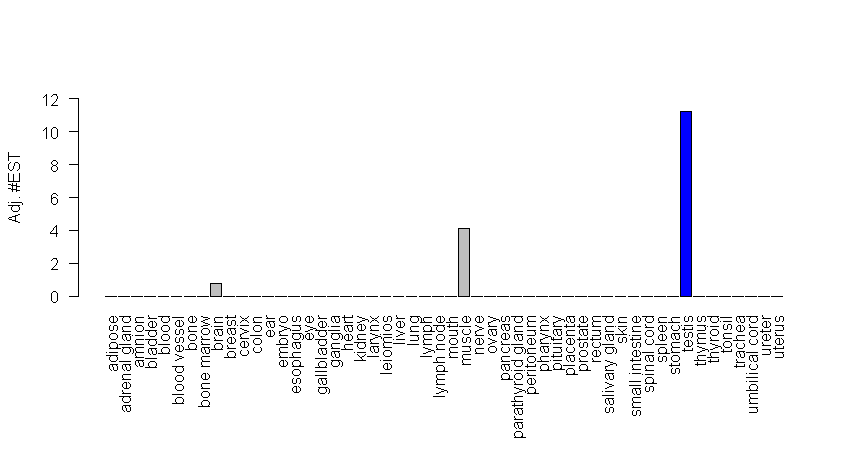 Adj. #EST
12
10
8
6
4
2
0
adipose
adrenal gland
amnion
bladder
blood
blood vessel
bone
bone marrow
brain
breast
cervix
colon
ear
embryo
esophagus
eye
gallbladder
ganglia
heart
kidney
larynx
leiomios
liver
lung
lymph
lymph node
mouth
muscle
nerve
ovary
pancreas
parathyroid gland
peritoneum
pharynx
pituitary
placenta
prostate
rectum
salivary gland
skin
small intestine
spinal cord
spleen
stomach
testis
thymus
thyroid
tonsil
trachea
umbilical cord
ureter
uterus